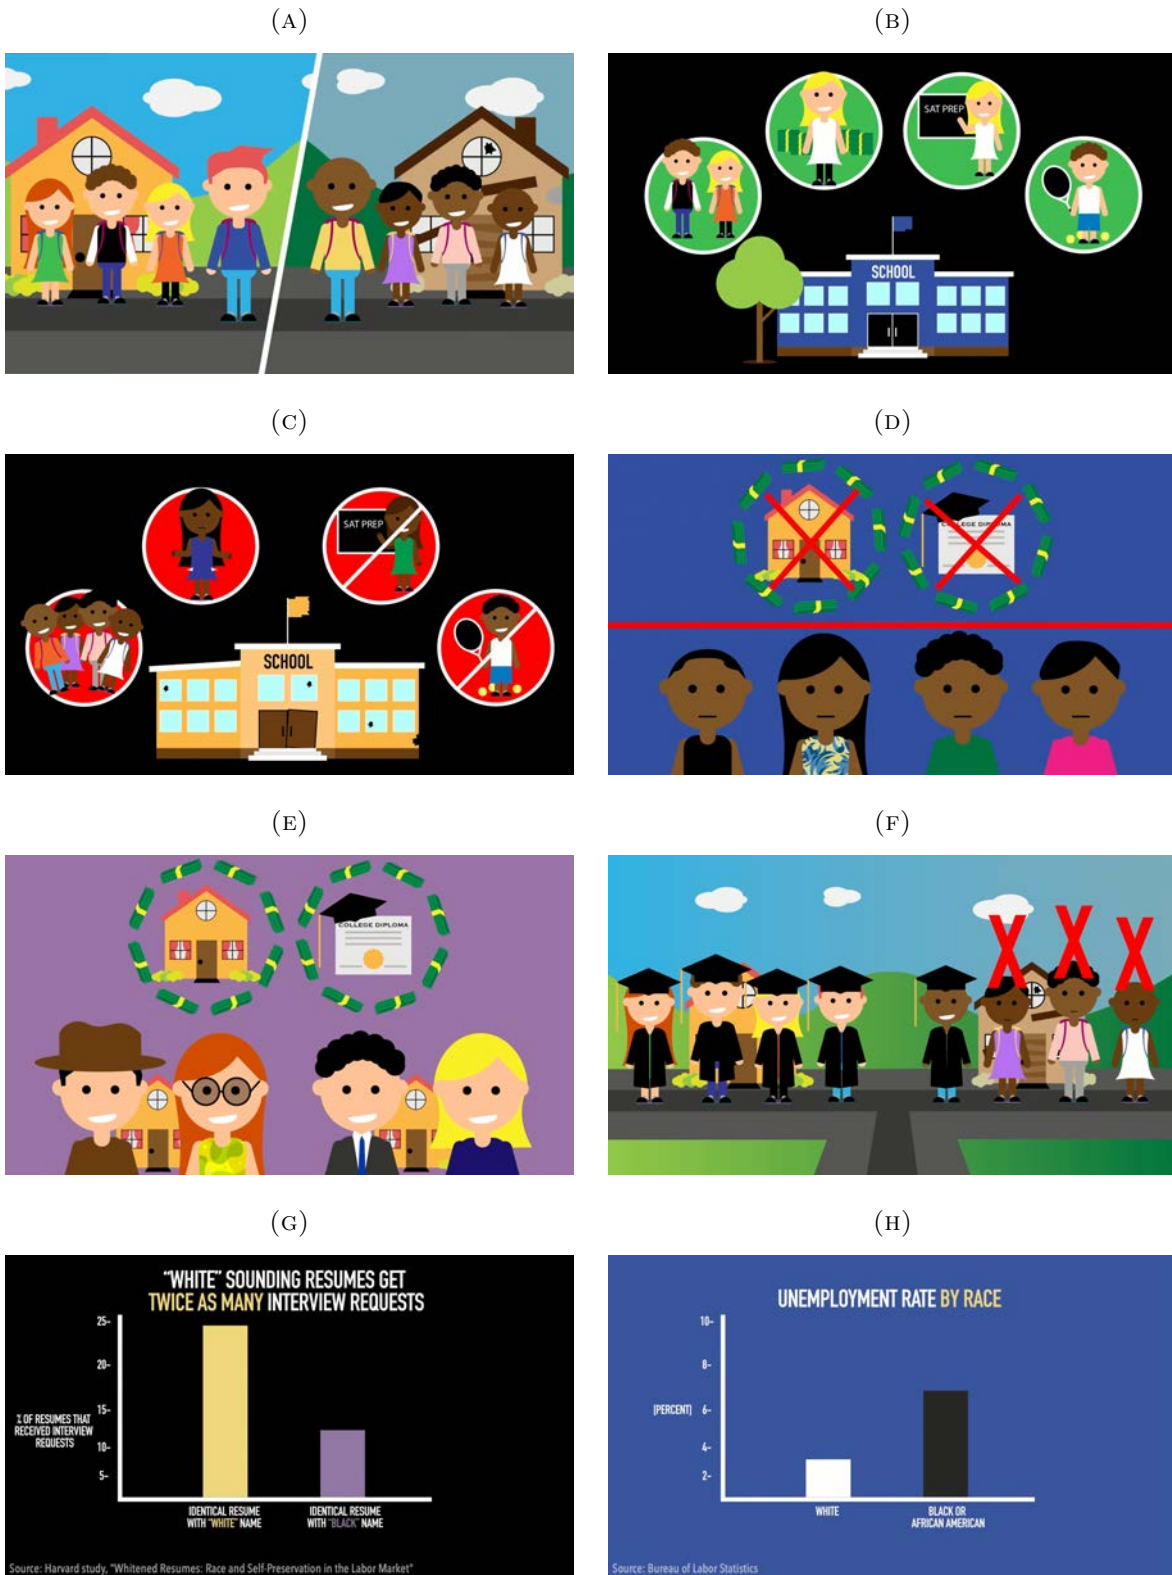 (A)
(B)
SAT PREP
SCHOOL
(C)
(D)
SAT PREP
SCHOOL
COLLEGE DIPLOMA
(E)
(F)
COLLEGE DIPLOMA
(G)
(H)
"WHITE" SOUNDING RESUMES GET
TWICE AS MANY INTERVIEW REQUESTS
25-
20-
15-
10-
5-
% OF RESUMES THAT
RECEIVED INTERVIEW
REQUESTS
IDENTICAL RESUME
WITH "WHITE" NAME
IDENTICAL RESUME
WITH "BLACK" NAME
Source: Harvard study, "Whitened Resumes: Race and Self-Preservation in the Labor Market"
UNEMPLOYMENT RATE BY RACE
10-
8-
6-
4-
2-
(PERCENT)
WHITE
BLACK OR
AFRICAN AMERICAN
Source: Bureau of Labor Statistics